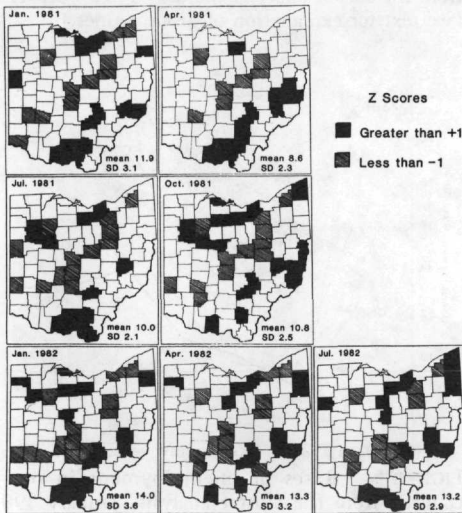 Jan. 1981
mean 11.9
SD 3.1
Apr. 1981
mean 8.6
SD 2.3
Z Scores
Greater than +1
Less than -1
Jul. 1981
mean 10.0
SD 2.1
Oct. 1981
mean 10.8
SD 2.5
Jan. 1982
mean 14.0
SD 3.6
Apr. 1982
mean 13.3
SD 3.2
Jul. 1982
mean 13.2
SD 2.9